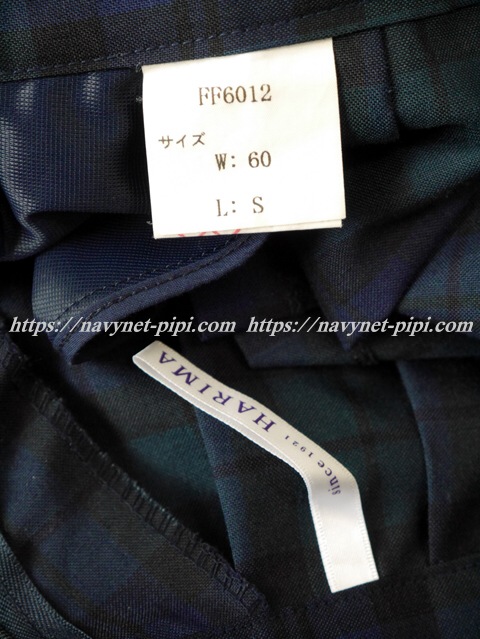 FF6012
サイズ
W: 60
L: S
https://navynet-pipi.com https://navynet-pipi.com
HARIMA
since 1921